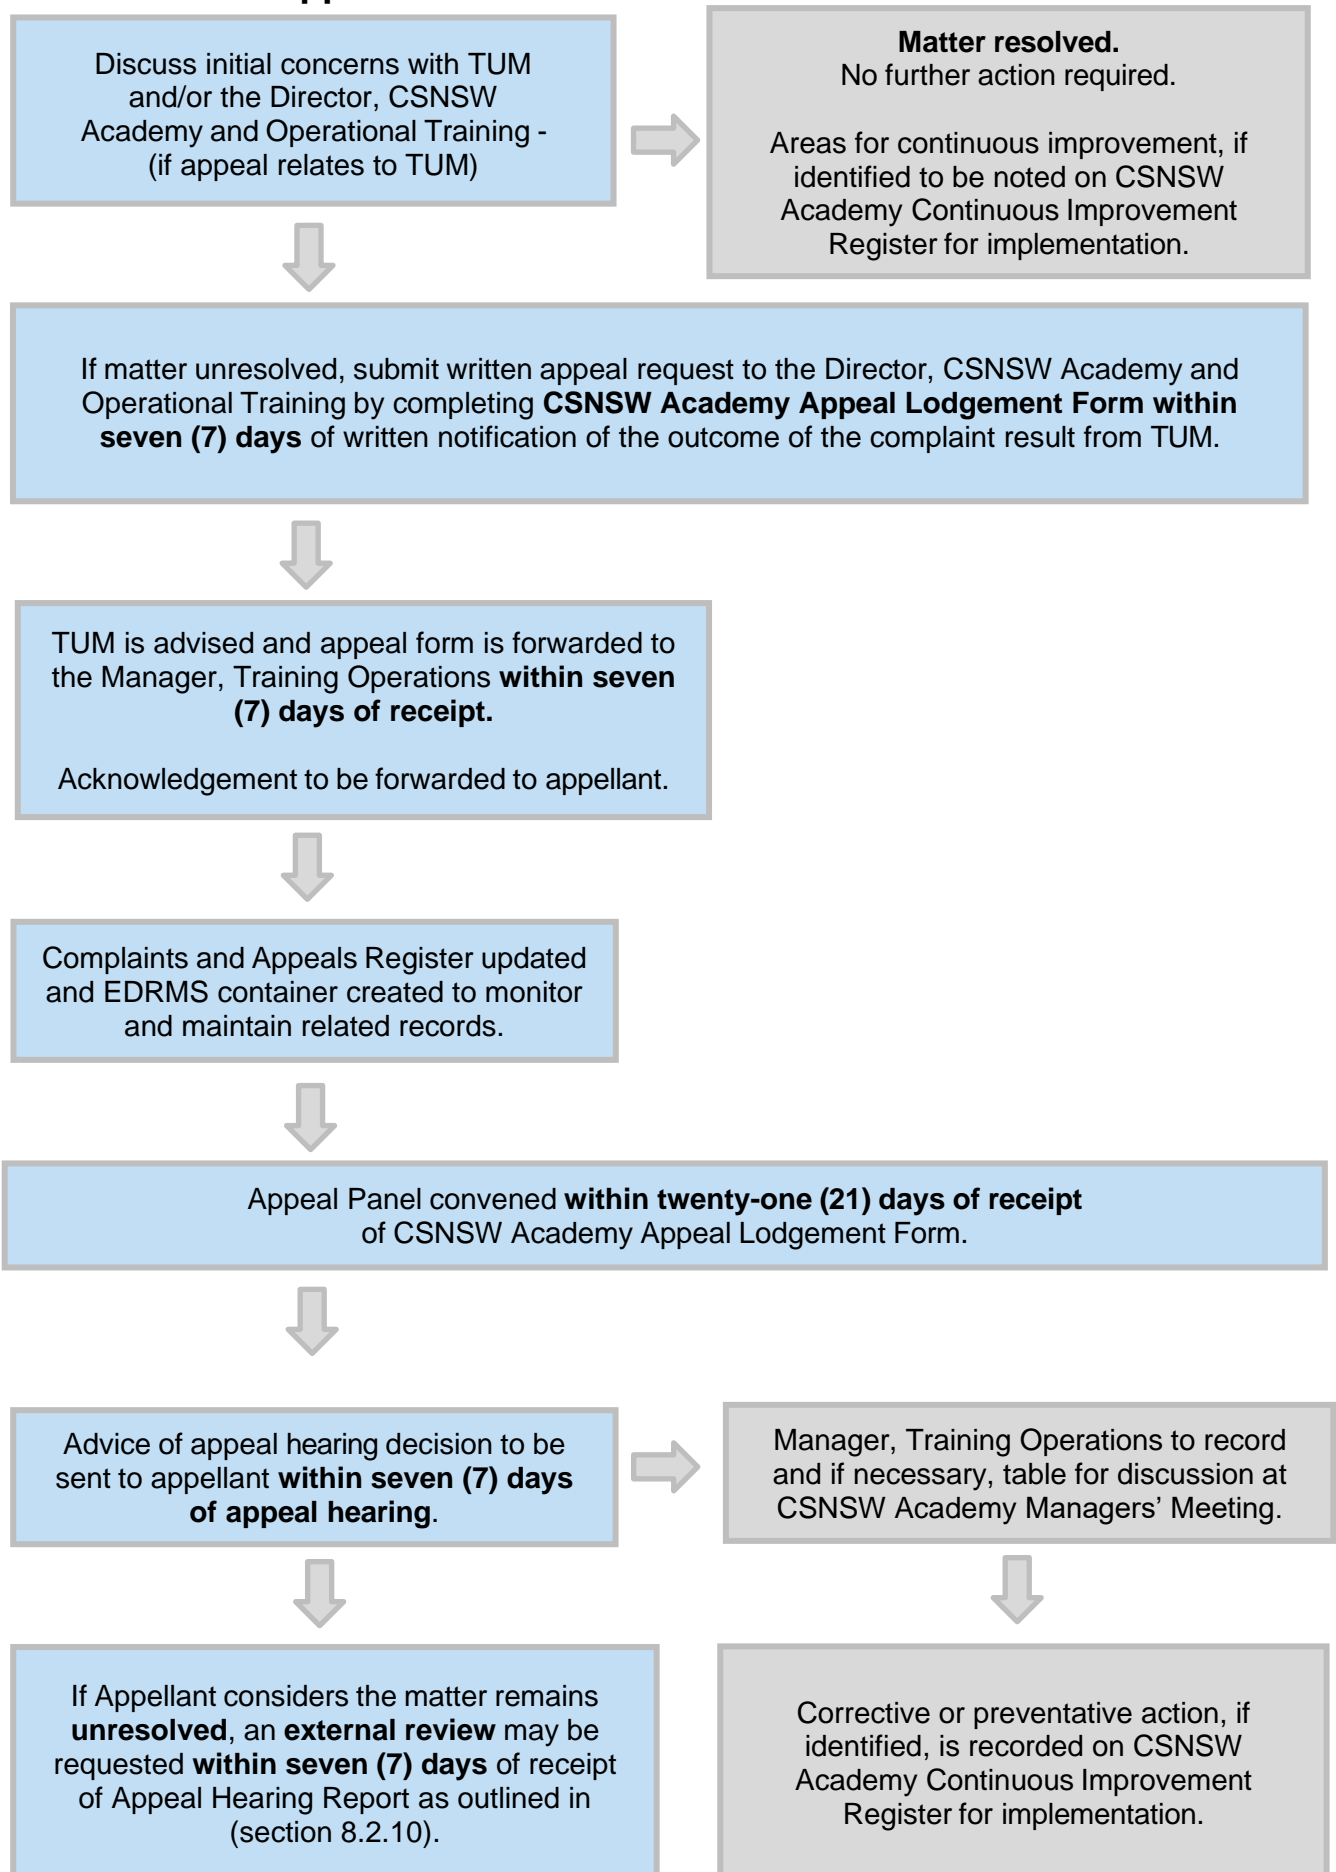 Discuss initial concerns with TUM
and/or the Director, CSNSW
Academy and Operational Training -
(if appeal relates to TUM)
Matter resolved.
No further action required.
Areas for continuous improvement, if
identified to be noted on CSNSW
Academy Continuous Improvement
Register for implementation.
If matter unresolved, submit written appeal request to the Director, CSNSW Academy and
Operational Training by completing CSNSW Academy Appeal Lodgement Form within
seven (7) days of written notification of the outcome of the complaint result from TUM.
TUM is advised and appeal form is forwarded to
the Manager, Training Operations within seven
(7) days of receipt.
Acknowledgement to be forwarded to appellant.
Complaints and Appeals Register updated
and EDRMS container created to monitor
and maintain related records.
Appeal Panel convened within twenty-one (21) days of receipt
of CSNSW Academy Appeal Lodgement Form.
Advice of appeal hearing decision to be
sent to appellant within seven (7) days
of appeal hearing.
Manager, Training Operations to record
and if necessary, table for discussion at
CSNSW Academy Managers’ Meeting.
If Appellant considers the matter remains
unresolved, an external review may be
requested within seven (7) days of receipt
of Appeal Hearing Report as outlined in
(section 8.2.10).
Corrective or preventative action, if
identified, is recorded on CSNSW
Academy Continuous Improvement
Register for implementation.